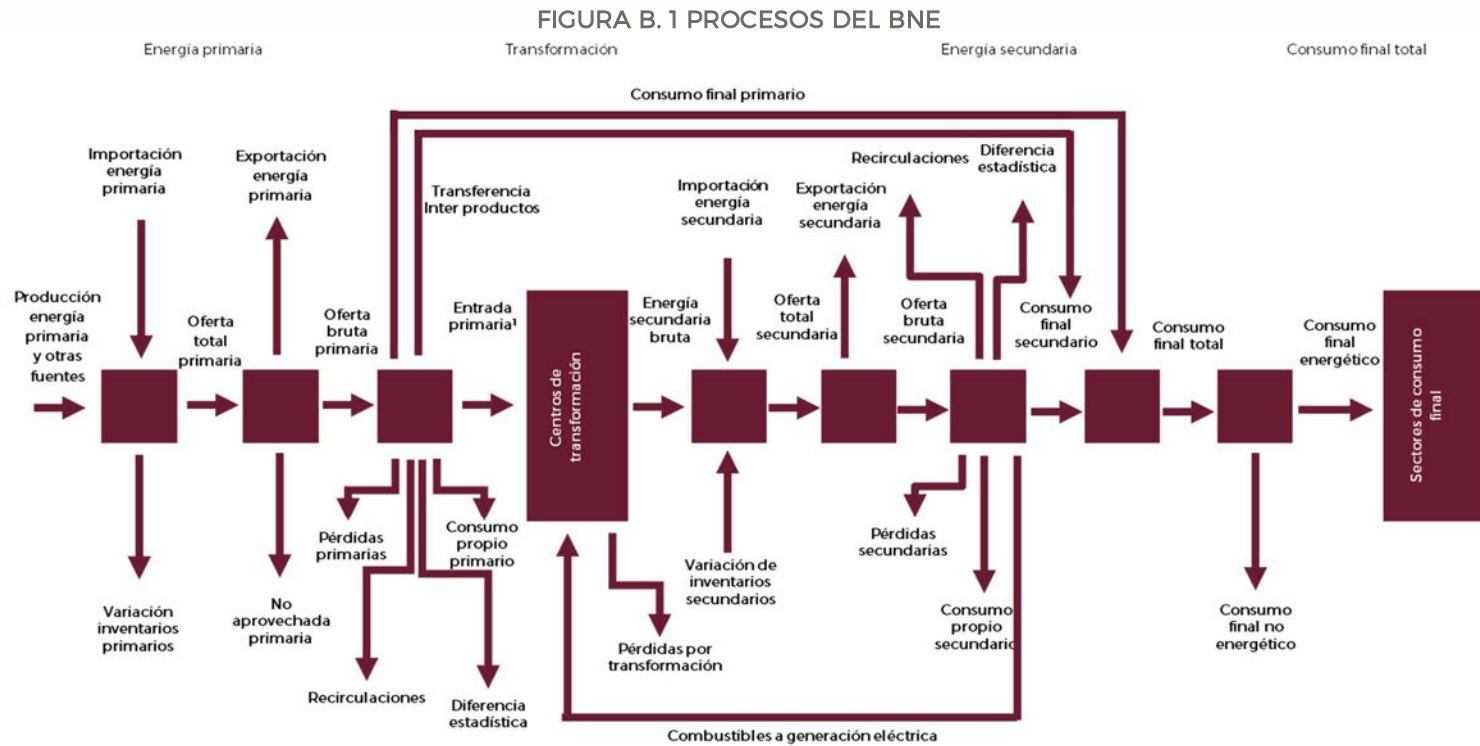 FIGURA B. 1 PROCESOS DEL BNE
Energía primaria
Transformación
Energía secundaria
Consumo final total
Consumo final primario
Importación
energía
primaria
Exportación
energía
primaria
Transferencia
Inter productos
Importación
energía
secundaria
Exportación
energía
secundaria
Recirculaciones
Diferencia
estadística
Producción
energía
primaria
y otras
fuentes
Oferta
total
primaria
Oferta
bruta
primaria
Entrada
primaria¹
Centros de
transformación
Energía
secundaria
bruta
Oferta
total
secundaria
Oferta
bruta
secundaria
Consumo
final
secundario
Consumo
final total
Consumo
final
energético
Sectores de consumo
final
Variación
inventarios
primarios
No
aprovechada
primaria
Pérdidas
primarias
Consumo
propio
primario
Recirculaciones
Diferencia
estadística
Pérdidas por
transformación
Variación de
inventarios
secundarios
Pérdidas
secundarias
Consumo
propio
secundario
Consumo
final no
energético
Combustibles a generación eléctrica